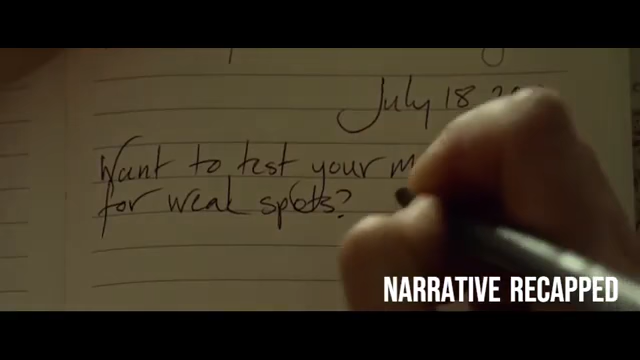 July 18
Want to test your
for weak spots?
NARRATIVE RECAPPED